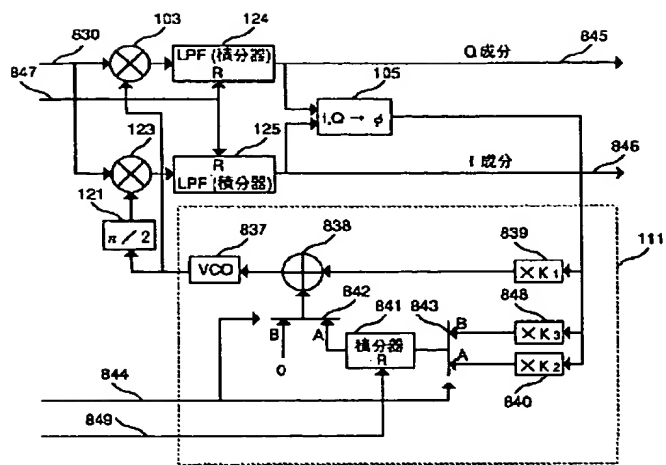 103
124
830
LPF (積分器)
R
Q 成分
845
847
105
I,Q → φ
123
125
R
LPF (積分器)
I 成分
846
121
π / 2
837
838
839
111
VCO
× K1
842
841
843
848
B
A
積分器
R
B
A
× K3
× K2
0
840
844
849